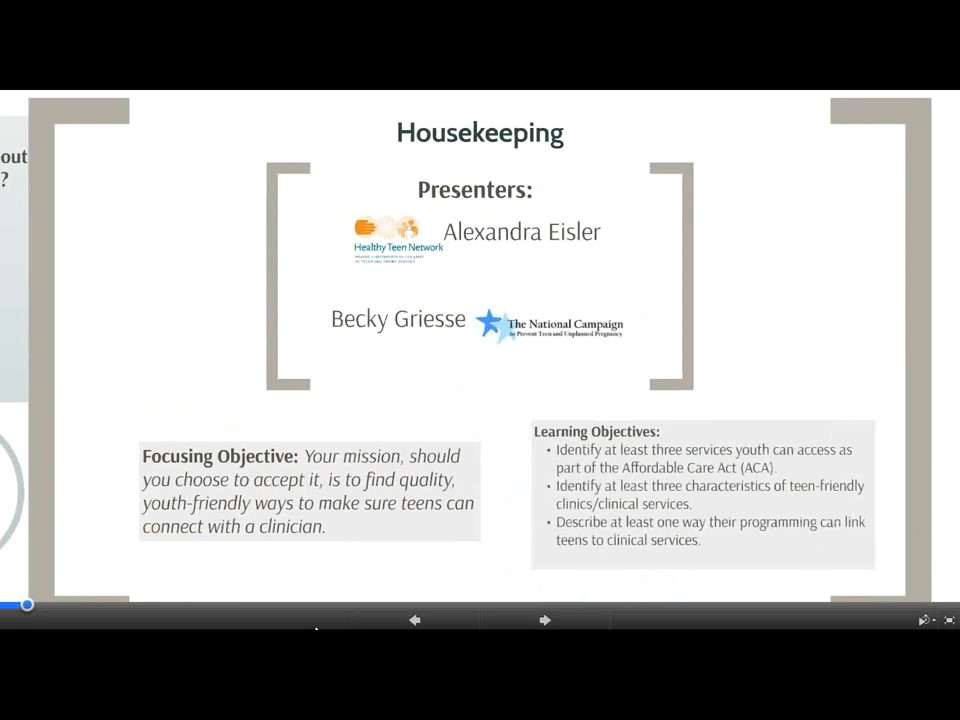 out
?
Housekeeping
Presenters:
Alexandra Eisler
Healthy Teen Network
Becky Griesse
The National Campaign
to Prevent Teen and Unplanned Pregnancy
Focusing Objective: Your mission, should
you choose to accept it, is to find quality,
youth-friendly ways to make sure teens can
connect with a clinician.
Learning Objectives:
• Identify at least three services youth can access as
part of the Affordable Care Act (ACA).
• Identify at least three characteristics of teen-friendly
clinics/clinical services.
• Describe at least one way their programming can link
teens to clinical services.